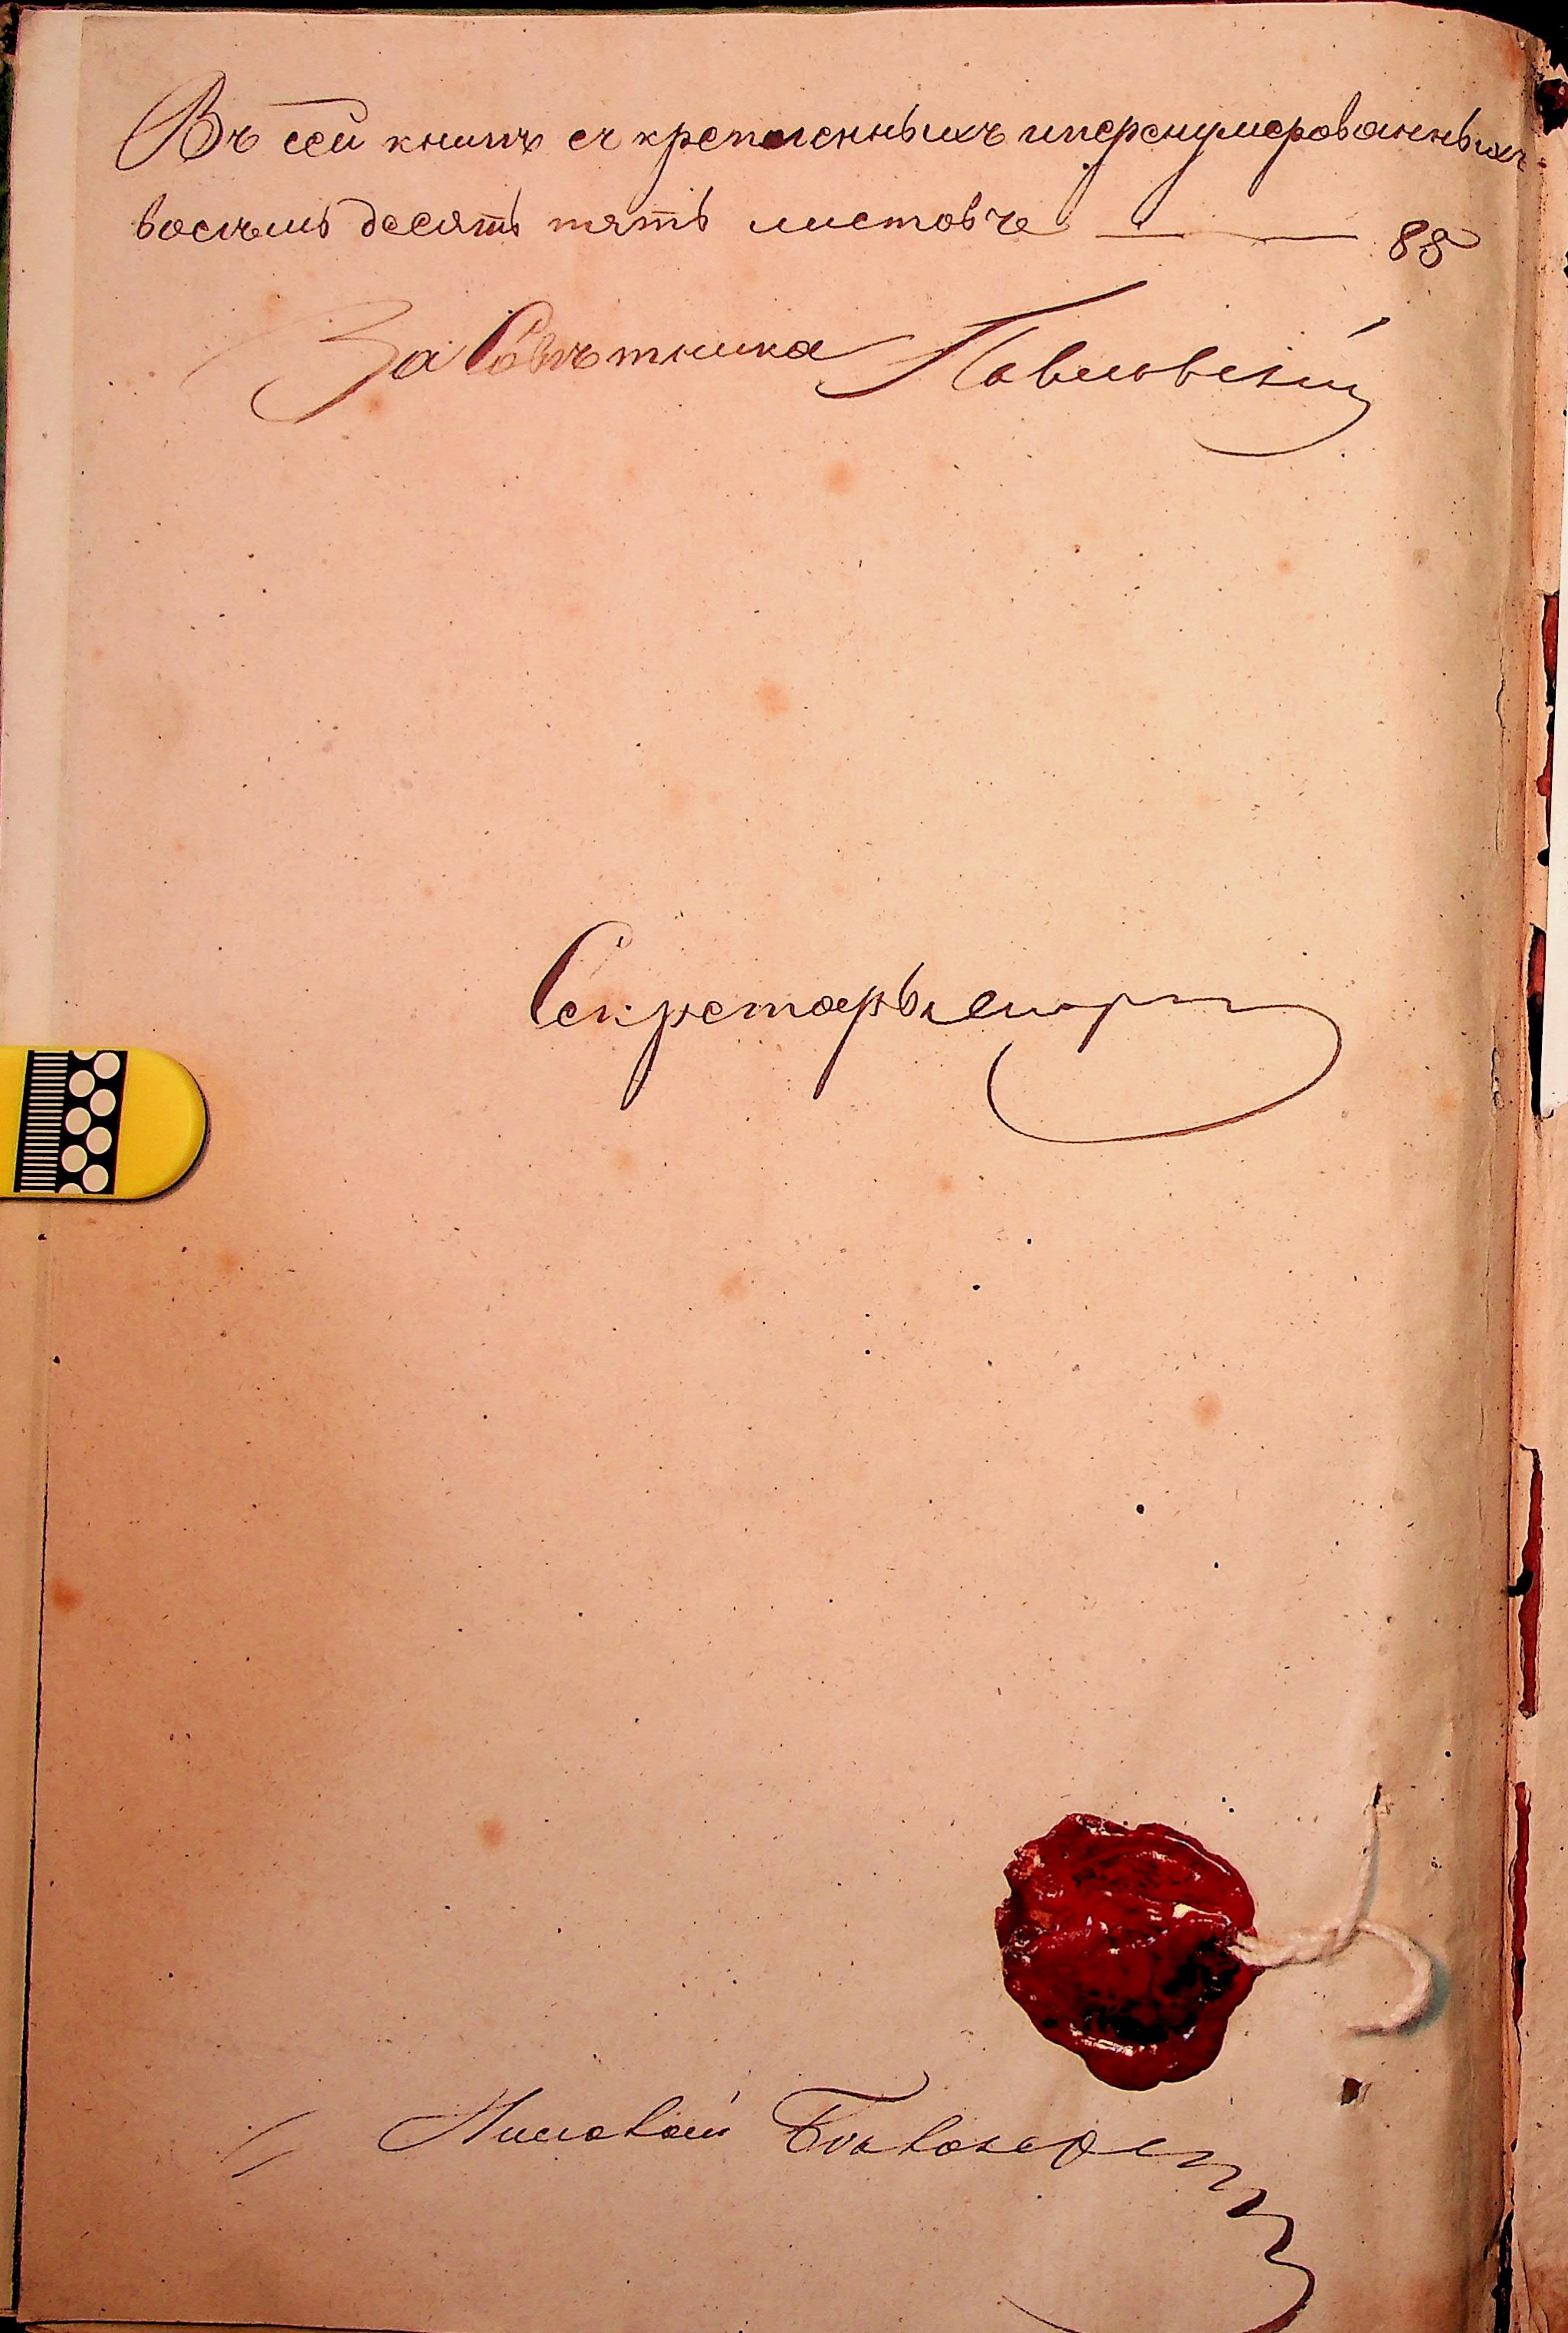 Въ сей книгѣ скрепленныхъ и перенумерованныхъ
восемь десять пять листовъ — 85
За Совѣтника Павловскій
Секретарь